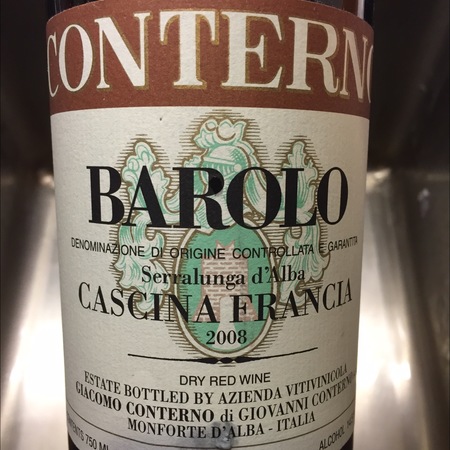 CONTERNO
BAROLO
DENOMINAZIONE DI ORIGINE CONTROLLATA E GARANTITA
Serralunga d'Alba
CASCINA FRANCIA
2008
DRY RED WINE
ESTATE BOTTLED BY AZIENDA VITIVINICOLA
GIACOMO CONTERNO di GIOVANNI CONTERNO
MONFORTE D'ALBA - ITALIA
750 ML
ALCOHOL